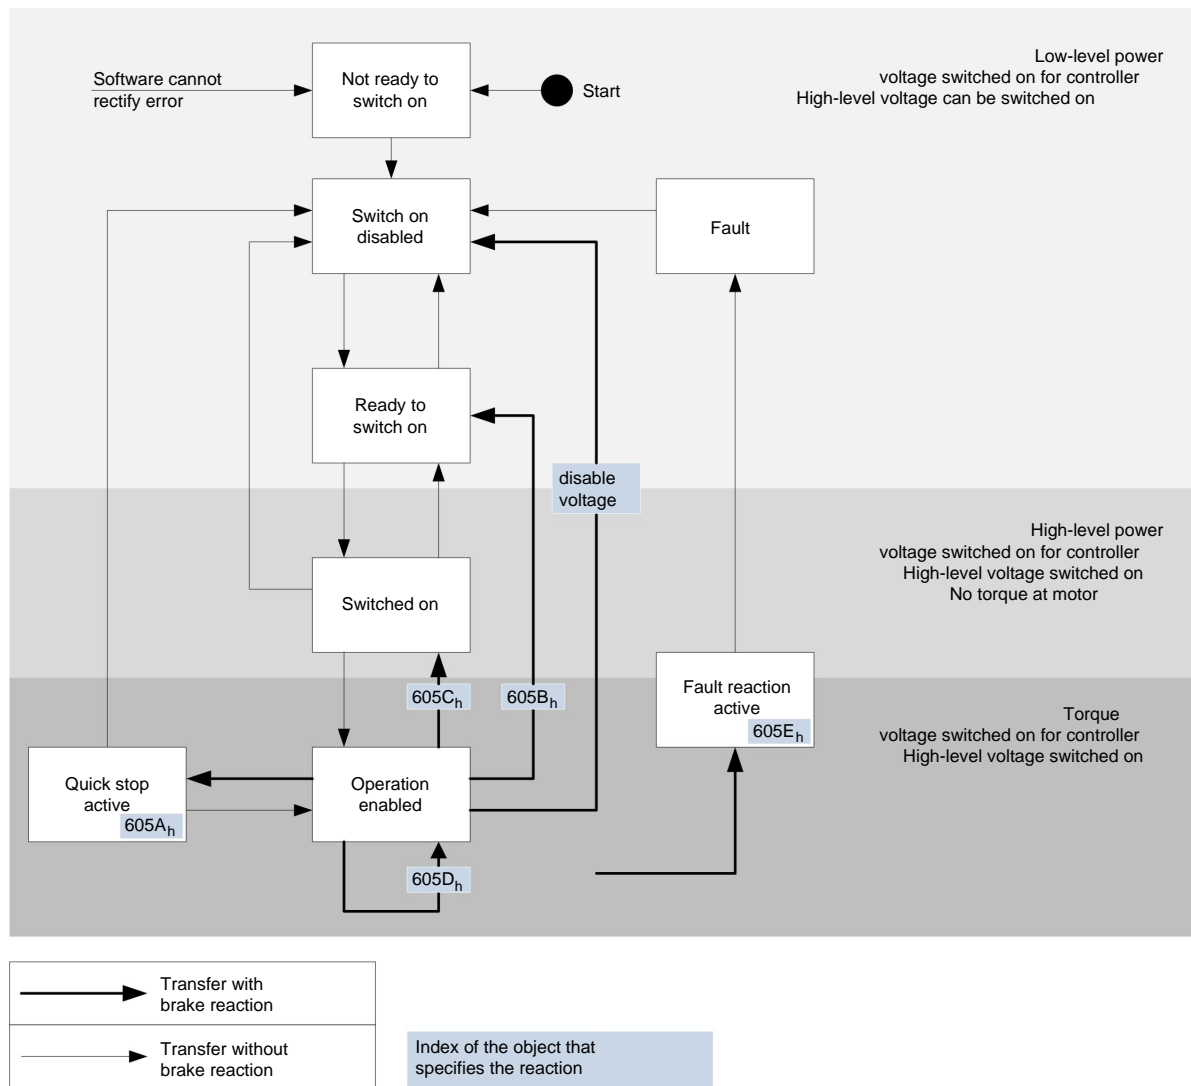 Low-level power
voltage switched on for controller
High-level voltage can be switched on
Software cannot
rectify error
Not ready to
switch on
Start
Switch on
disabled
Fault
Ready to
switch on
disable
voltage
High-level power
voltage switched on for controller
High-level voltage switched on
No torque at motor
Switched on
605Ch
605Bh
Fault reaction
active
605Eh
Torque
voltage switched on for controller
High-level voltage switched on
Quick stop
active
605Ah
Operation
enabled
605Dh
Transfer with
brake reaction
Transfer without
brake reaction
Index of the object that
specifies the reaction